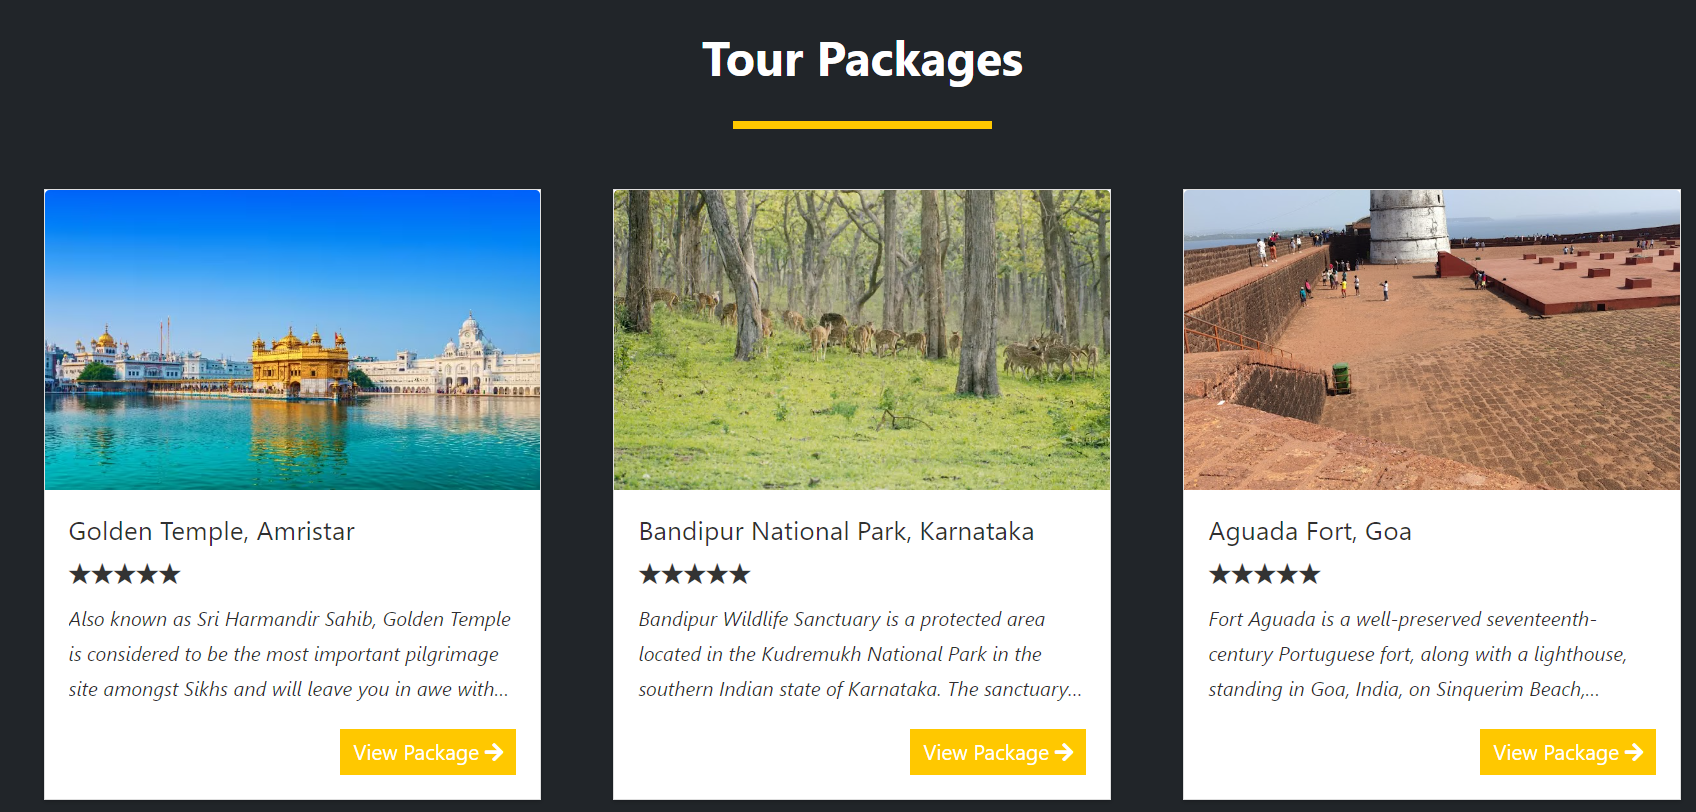 Tour Packages
Golden Temple, Amristar
★★★★★
Also known as Sri Harmandir Sahib, Golden Temple
is considered to be the most important pilgrimage
site amongst Sikhs and will leave you in awe with...
View Package →
Bandipur National Park, Karnataka
★★★★★
Bandipur Wildlife Sanctuary is a protected area
located in the Kudremukh National Park in the
southern Indian state of Karnataka. The sanctuary...
View Package →
Aguada Fort, Goa
★★★★★
Fort Aguada is a well-preserved seventeenth-
century Portuguese fort, along with a lighthouse,
standing in Goa, India, on Sinquerim Beach,...
View Package →